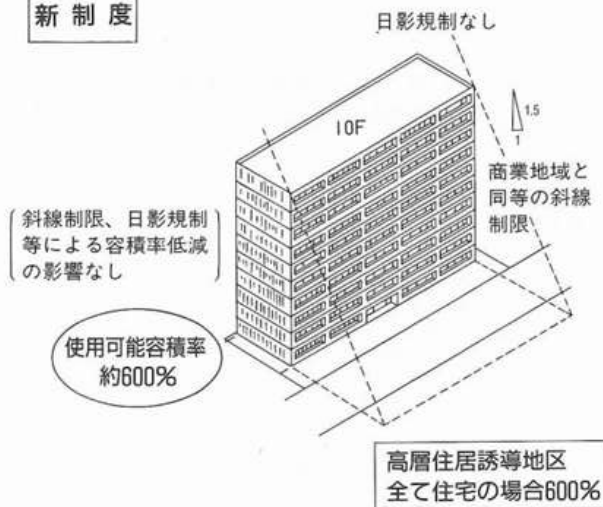 新制度
日影規制なし
10F
1.5
1
商業地域と
同等の斜線
制限
斜線制限、日影規制
等による容積率低減
の影響なし
使用可能容積率
約600%
高層住居誘導地区
全て住宅の場合600%